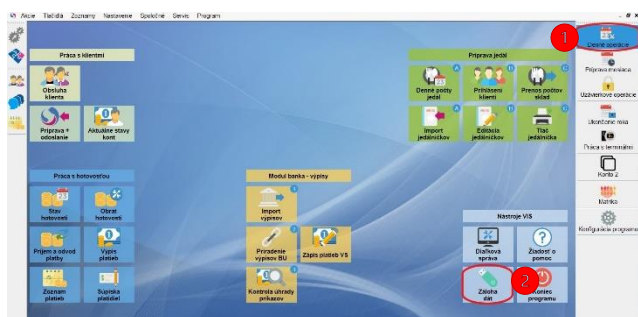 Akcie Tlačidlá Zoznamy Nastavenie Spoločné Servis Program
1
Denné operácie
Príprava mesiaca
Uzávierkové operácie
Ukončenie roka
Práca s terminálmi
Konto 2
Matrika
Konfigurácia programu
Práca s klientmi
Obsluha
klienta
Príprava +
odoslanie
Aktuálne stavy
kont
Príprava jedál
A
Denné počty
jedál
B
Prihlásení
klienti
C
Prenos počtov
sklad
A
Import
jedálničkov
B
Editácia
jedálničkov
C
Tlač
jedálnička
Práca s hotovosťou
Stav
hotovosti
Obrat
hotovosti
Príjem a odvod
platby
Výpis
platieb
Zoznam
platieb
Súpiska
platidiel
Modul banka - výpisy
Import
výpisov
Priradenie
výpisov BU
Zápis platieb VS
Kontrola úhrady
príkazov
Nástroje VIS
Diaľková
správa
Žiadosť o
pomoc
Záloha
dát
2
Koniec
programu